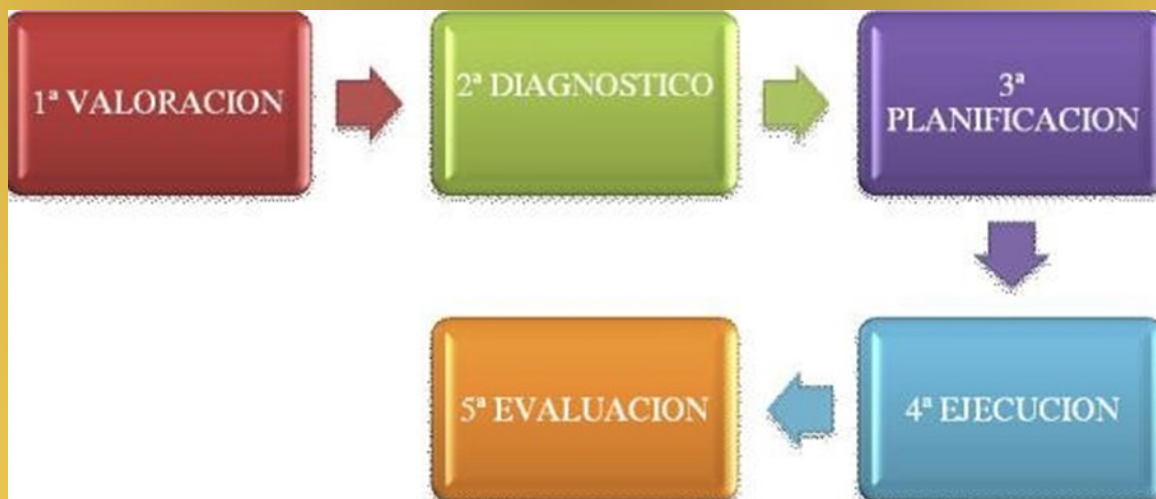 1ª VALORACION
2ª DIAGNOSTICO
3ª
PLANIFICACION
4ª EJECUCION
5ª EVALUACION